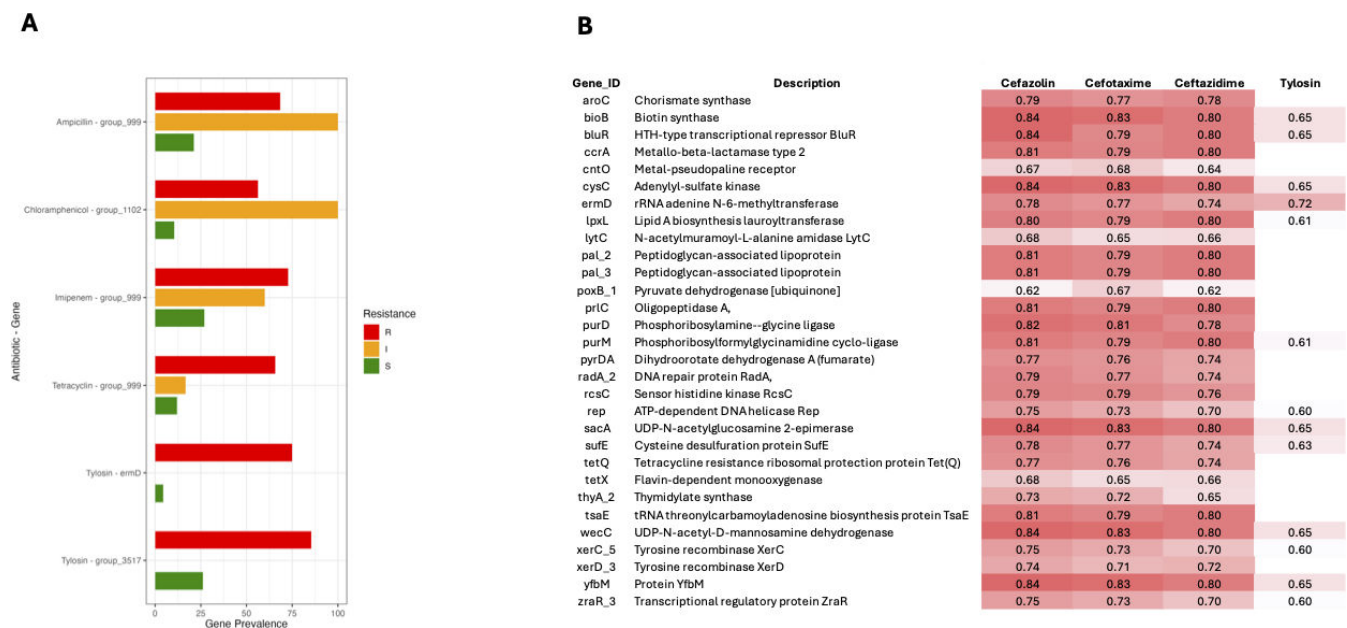 A
Antibiotic - Gene
Ampicillin - group_999
Chloramphenicol - group_1102
Imipenem - group_999
Tetracyclin - group_999
Tylosin - ermD
Tylosin - group_3517
0 25 50 75 100
Gene Prevalence
Resistance
R
I
S
B
Gene_ID Description Cefazolin Cefotaxime Ceftazidime Tylosin
aroC Chorismate synthase 0.79 0.77 0.78
bioB Biotin synthase 0.84 0.83 0.80 0.65
bluR HTH-type transcriptional repressor BluR 0.84 0.79 0.80 0.65
ccrA Metallo-beta-lactamase type 2 0.81 0.79 0.80
cntO Metal-pseudopaline receptor 0.67 0.68 0.64
cysC Adenylyl-sulfate kinase 0.84 0.83 0.80 0.65
ermD rRNA adenine N-6-methyltransferase 0.78 0.77 0.74 0.72
lpxL Lipid A biosynthesis lauroyltransferase 0.80 0.79 0.80 0.61
lytC N-acetylmuramoyl-L-alanine amidase LytC 0.68 0.65 0.66
pal_2 Peptidoglycan-associated lipoprotein 0.81 0.79 0.80
pal_3 Peptidoglycan-associated lipoprotein 0.81 0.79 0.80
poxB_1 Pyruvate dehydrogenase [ubiquinone] 0.62 0.67 0.62
prlC Oligopeptidase A, 0.81 0.79 0.80
purD Phosphoribosylamine--glycine ligase 0.82 0.81 0.78
purM Phosphoribosylformylglycinamidine cyclo-ligase 0.81 0.79 0.80 0.61
pyrDA Dihydroorotate dehydrogenase A (fumarate) 0.77 0.76 0.74
radA_2 DNA repair protein RadA, 0.79 0.77 0.74
rcsC Sensor histidine kinase RcsC 0.79 0.79 0.76
rep ATP-dependent DNA helicase Rep 0.75 0.73 0.70 0.60
sacA UDP-N-acetylglucosamine 2-epimerase 0.84 0.83 0.80 0.65
sufE Cysteine desulfuration protein SufE 0.78 0.77 0.74 0.63
tetQ Tetracycline resistance ribosomal protection protein Tet(Q) 0.77 0.76 0.74
tetX Flavin-dependent monooxygenase 0.68 0.65 0.66
thyA_2 Thymidylate synthase 0.73 0.72 0.65
tsaE tRNA threonylcarbamoyladenosine biosynthesis protein TsaE 0.81 0.79 0.80
wecC UDP-N-acetyl-D-mannosamine dehydrogenase 0.84 0.83 0.80 0.65
xerC_5 Tyrosine recombinase XerC 0.75 0.73 0.70 0.60
xerD_3 Tyrosine recombinase XerD 0.74 0.71 0.72
yfbM Protein YfbM 0.84 0.83 0.80 0.65
zraR_3 Transcriptional regulatory protein ZraR 0.75 0.73 0.70 0.60